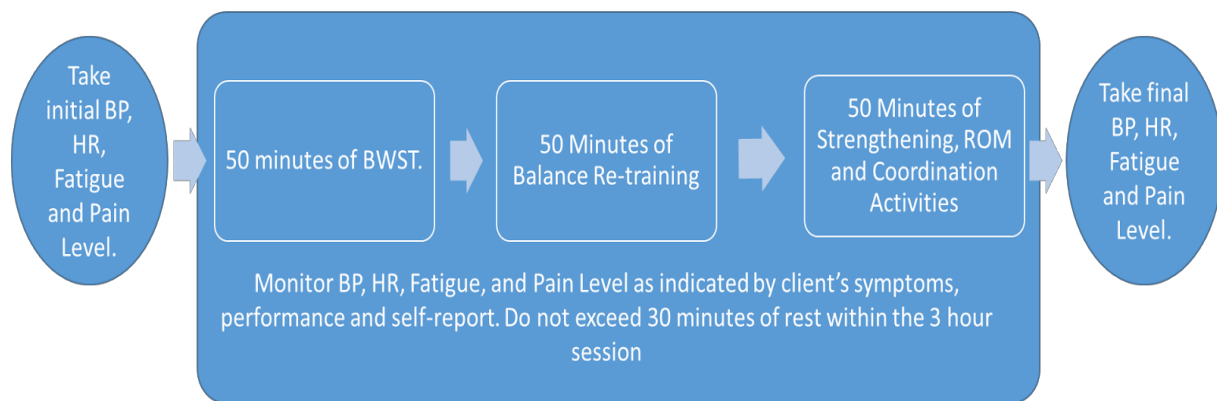 Take
initial BP,
HR,
Fatigue
and Pain
Level.
50 minutes of BWST.
50 Minutes of
Balance Re-training
50 Minutes of
Strengthening, ROM
and Coordination
Activities
Take final
BP, HR,
Fatigue
and Pain
Level.
Monitor BP, HR, Fatigue, and Pain Level as indicated by client's symptoms,
performance and self-report. Do not exceed 30 minutes of rest within the 3 hour
session